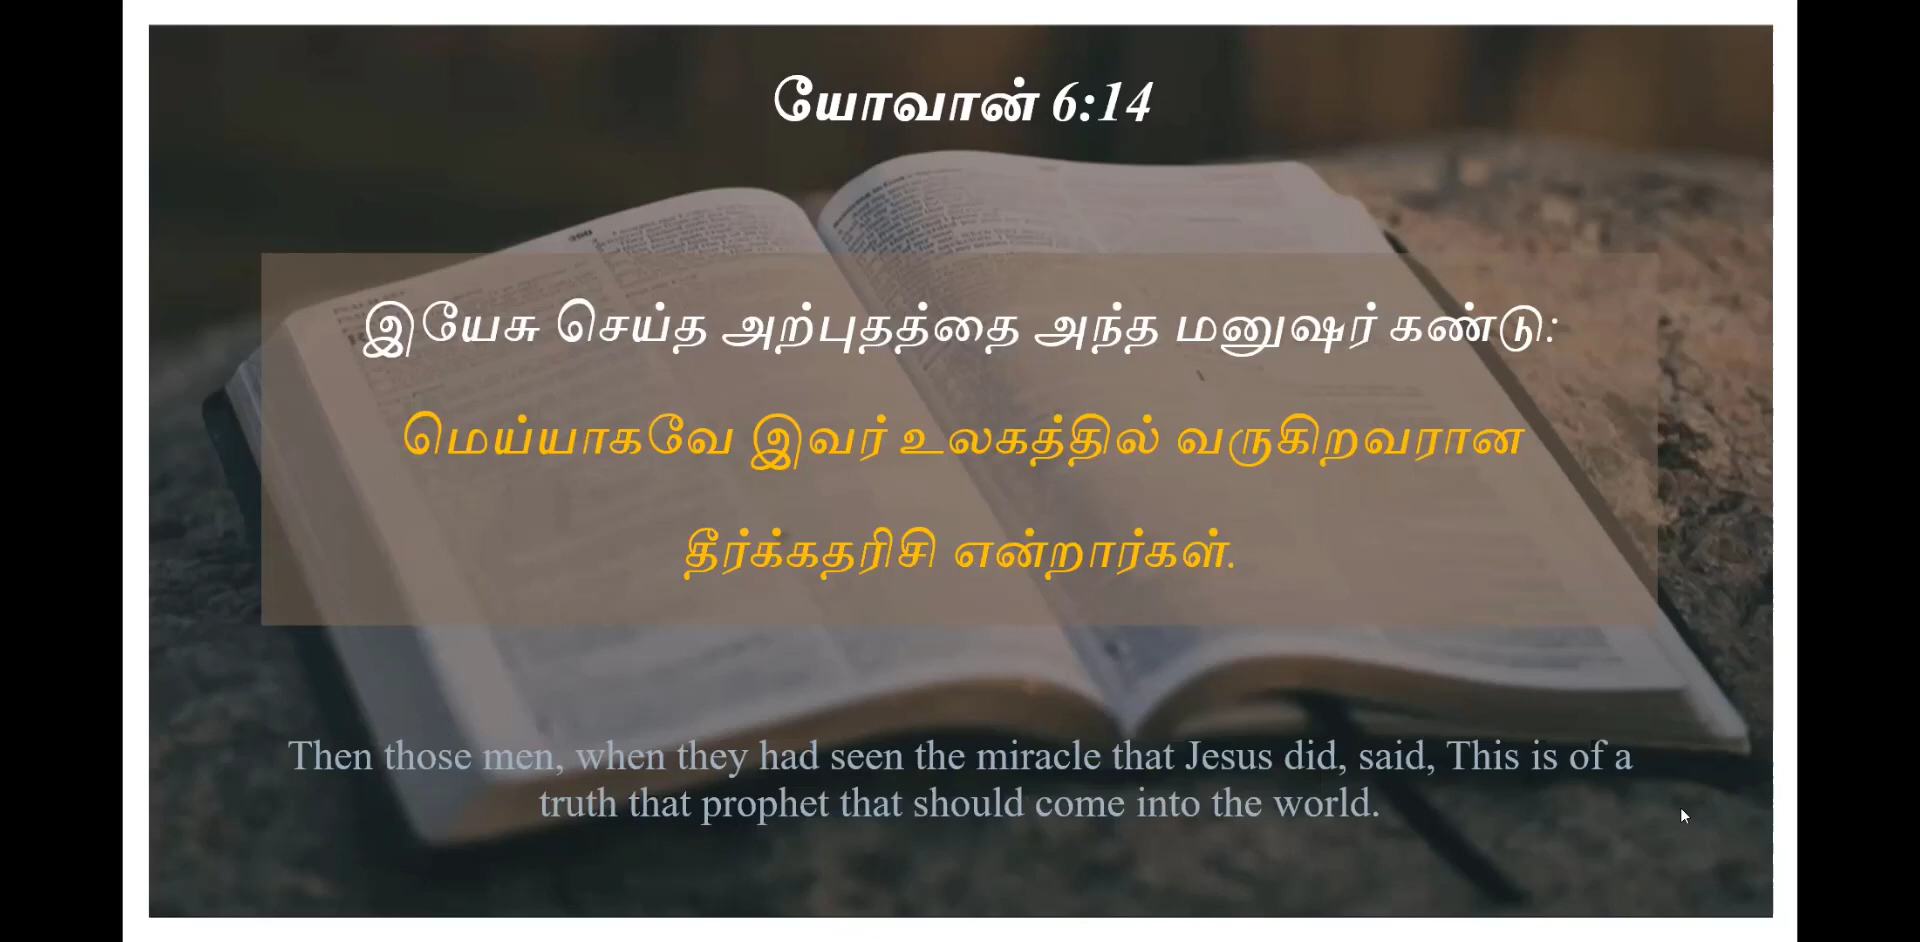 யோவான் 6:14
இயேசு செய்த அற்புதத்தை அந்த மனுஷர் கண்டு:
மெய்யாகவே இவர் உலகத்தில் வருகிறவரான
தீர்க்கதரிசி என்றார்கள்.
Then those men, when they had seen the miracle that Jesus did, said, This is of a
truth that prophet that should come into the world.